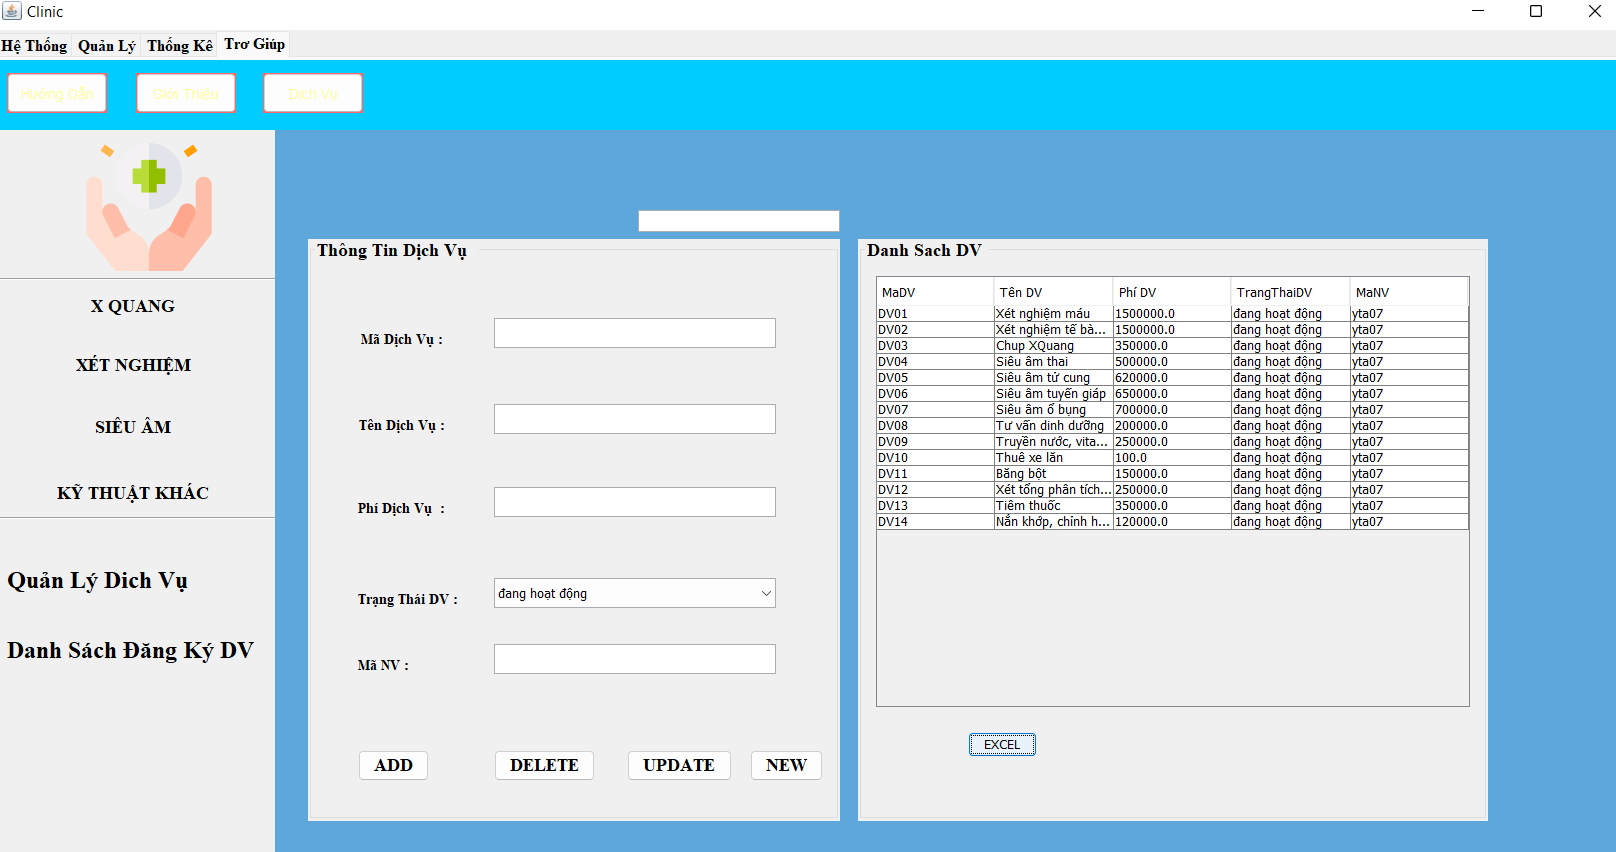 Clinic
Hệ Thống Quản Lý Thống Kê Trơ Giúp
Hướng Dẫn Giới Thiệu Dịch Vụ
X QUANG
XÉT NGHIỆM
SIÊU ÂM
KỸ THUẬT KHÁC
Quản Lý Dich Vụ
Danh Sách Đăng Ký DV
Thông Tin Dịch Vụ
Mã Dịch Vụ :
Tên Dịch Vụ :
Phí Dịch Vụ :
Trạng Thái DV : đang hoạt động
Mã NV :
ADD DELETE UPDATE NEW
Danh Sach DV
MaDV Tên DV Phí DV TrangThaiDV MaNV
DV01 Xét nghiệm máu 1500000.0 đang hoạt động yta07
DV02 Xét nghiệm tế bà... 1500000.0 đang hoạt động yta07
DV03 Chup XQuang 350000.0 đang hoạt động yta07
DV04 Siêu âm thai 500000.0 đang hoạt động yta07
DV05 Siêu âm tử cung 620000.0 đang hoạt động yta07
DV06 Siêu âm tuyến giáp 650000.0 đang hoạt động yta07
DV07 Siêu âm ổ bụng 700000.0 đang hoạt động yta07
DV08 Tư vấn dinh dưỡng 200000.0 đang hoạt động yta07
DV09 Truyền nước, vita... 250000.0 đang hoạt động yta07
DV10 Thuê xe lăn 100.0 đang hoạt động yta07
DV11 Băng bột 150000.0 đang hoạt động yta07
DV12 Xét tổng phân tích... 250000.0 đang hoạt động yta07
DV13 Tiêm thuốc 350000.0 đang hoạt động yta07
DV14 Nắn khớp, chỉnh h... 120000.0 đang hoạt động yta07
EXCEL